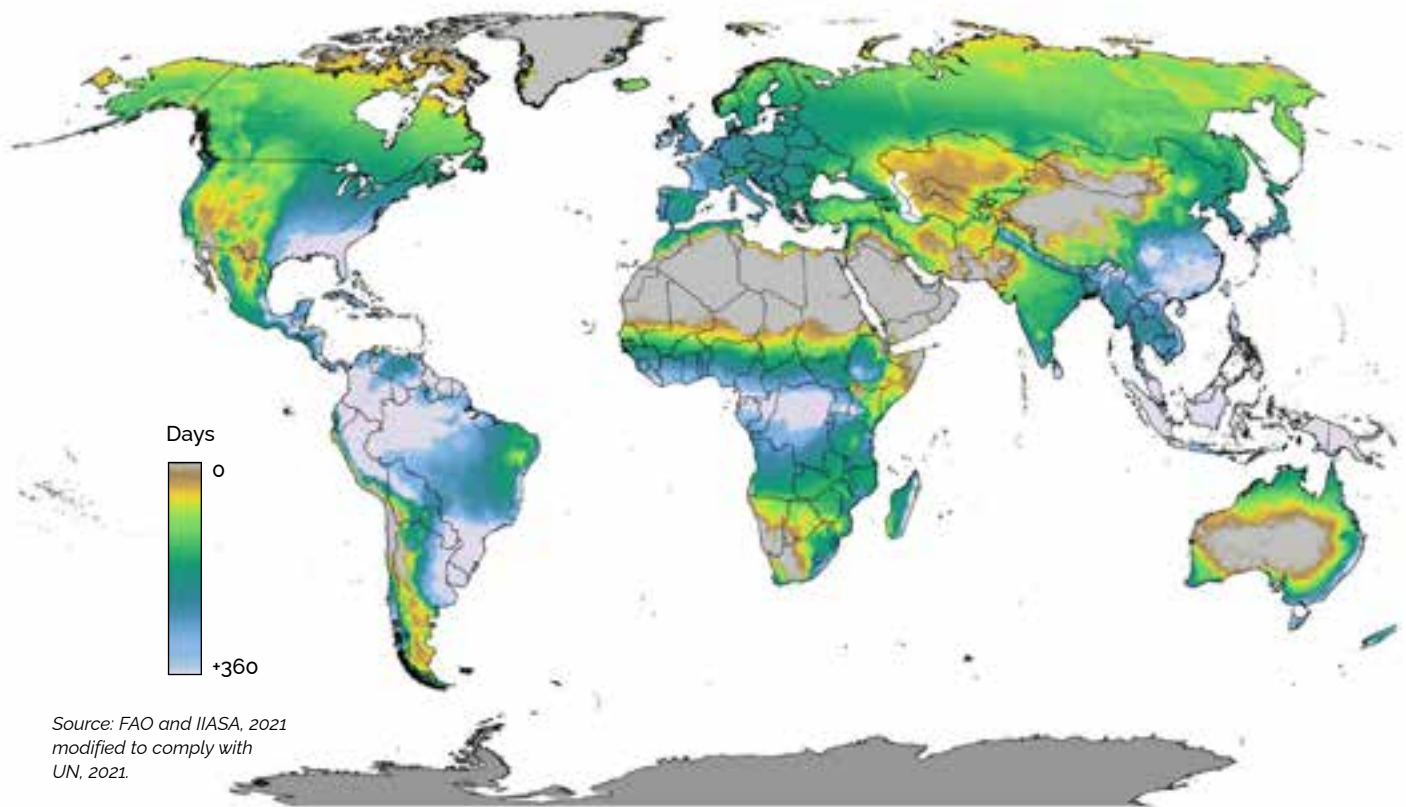 Days
0
+360
Source: FAO and IIASA, 2021
modified to comply with
UN, 2021.